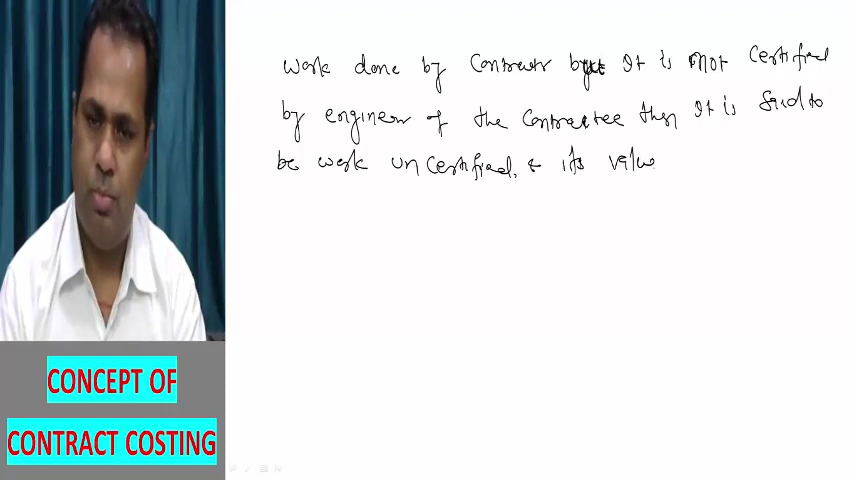 work done by contractor but it is not certified
by engineer of the contractee then it is said to
be work uncertified. & its value
CONCEPT OF
CONTRACT COSTING